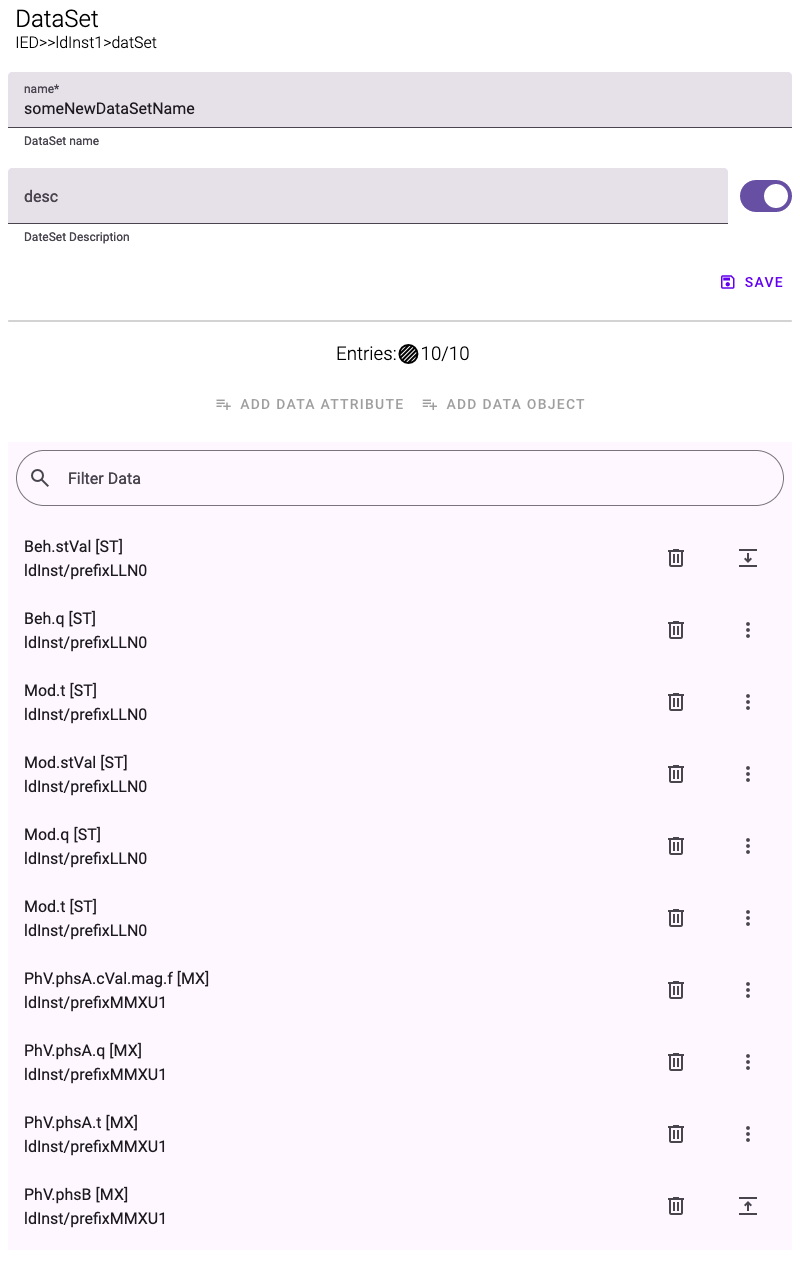 DataSet
IED>>ldInst1>datSet
name*
someNewDataSetName
DataSet name
desc
DateSet Description
SAVE
Entries: 10/10
ADD DATA ATTRIBUTE ADD DATA OBJECT
Filter Data
Beh.stVal [ST]
ldInst/prefixLLN0
Beh.q [ST]
ldInst/prefixLLN0
Mod.t [ST]
ldInst/prefixLLN0
Mod.stVal [ST]
ldInst/prefixLLN0
Mod.q [ST]
ldInst/prefixLLN0
Mod.t [ST]
ldInst/prefixLLN0
PhV.phsA.cVal.mag.f [MX]
ldInst/prefixMMXU1
PhV.phsA.q [MX]
ldInst/prefixMMXU1
PhV.phsA.t [MX]
ldInst/prefixMMXU1
PhV.phsB [MX]
ldInst/prefixMMXU1